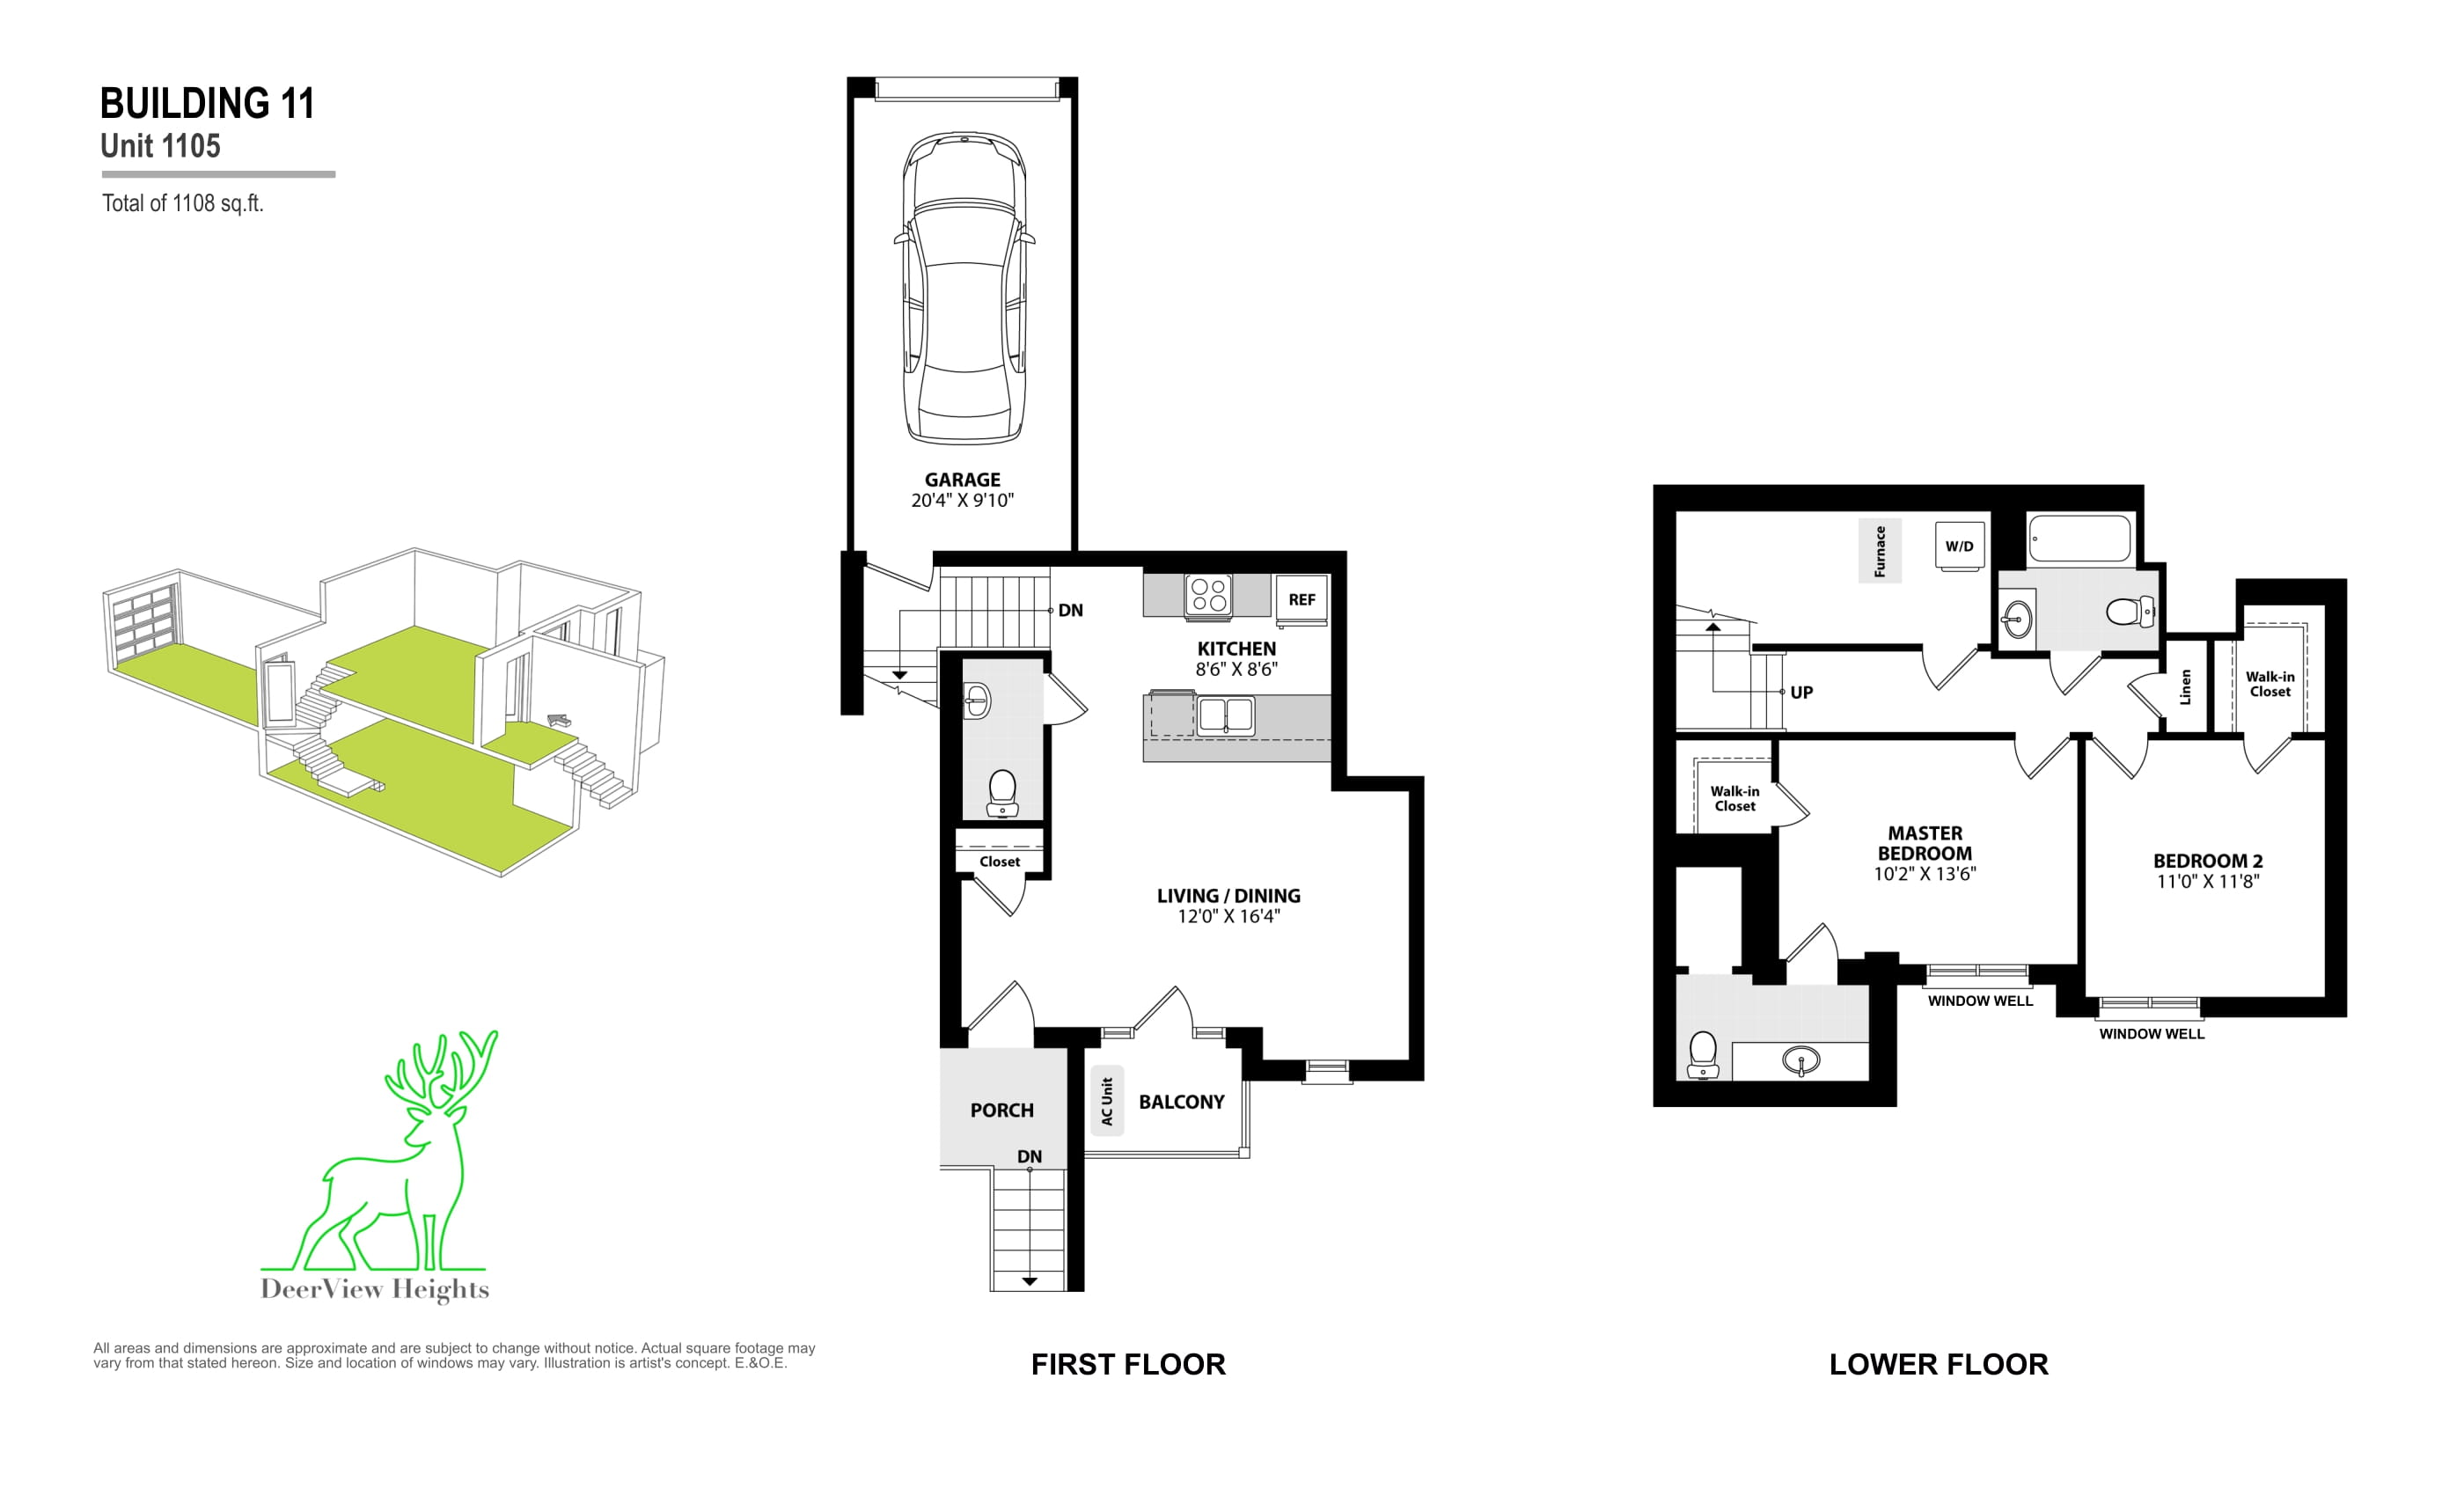 BUILDING 11
Unit 1105
Total of 1108 sq.ft.
GARAGE
20'4" X 9'10"
DN
REF
KITCHEN
8'6" X 8'6"
Closet
LIVING / DINING
12'0" X 16'4"
PORCH
DN
AC Unit
BALCONY
FIRST FLOOR
Furnace
W/D
UP
Linen
Walk-in
Closet
Walk-in
Closet
MASTER
BEDROOM
10'2" X 13'6"
BEDROOM 2
11'0" X 11'8"
WINDOW WELL
WINDOW WELL
LOWER FLOOR
DeerView Heights
All areas and dimensions are approximate and are subject to change without notice. Actual square footage may
vary from that stated hereon. Size and location of windows may vary. Illustration is artist's concept. E.&O.E.